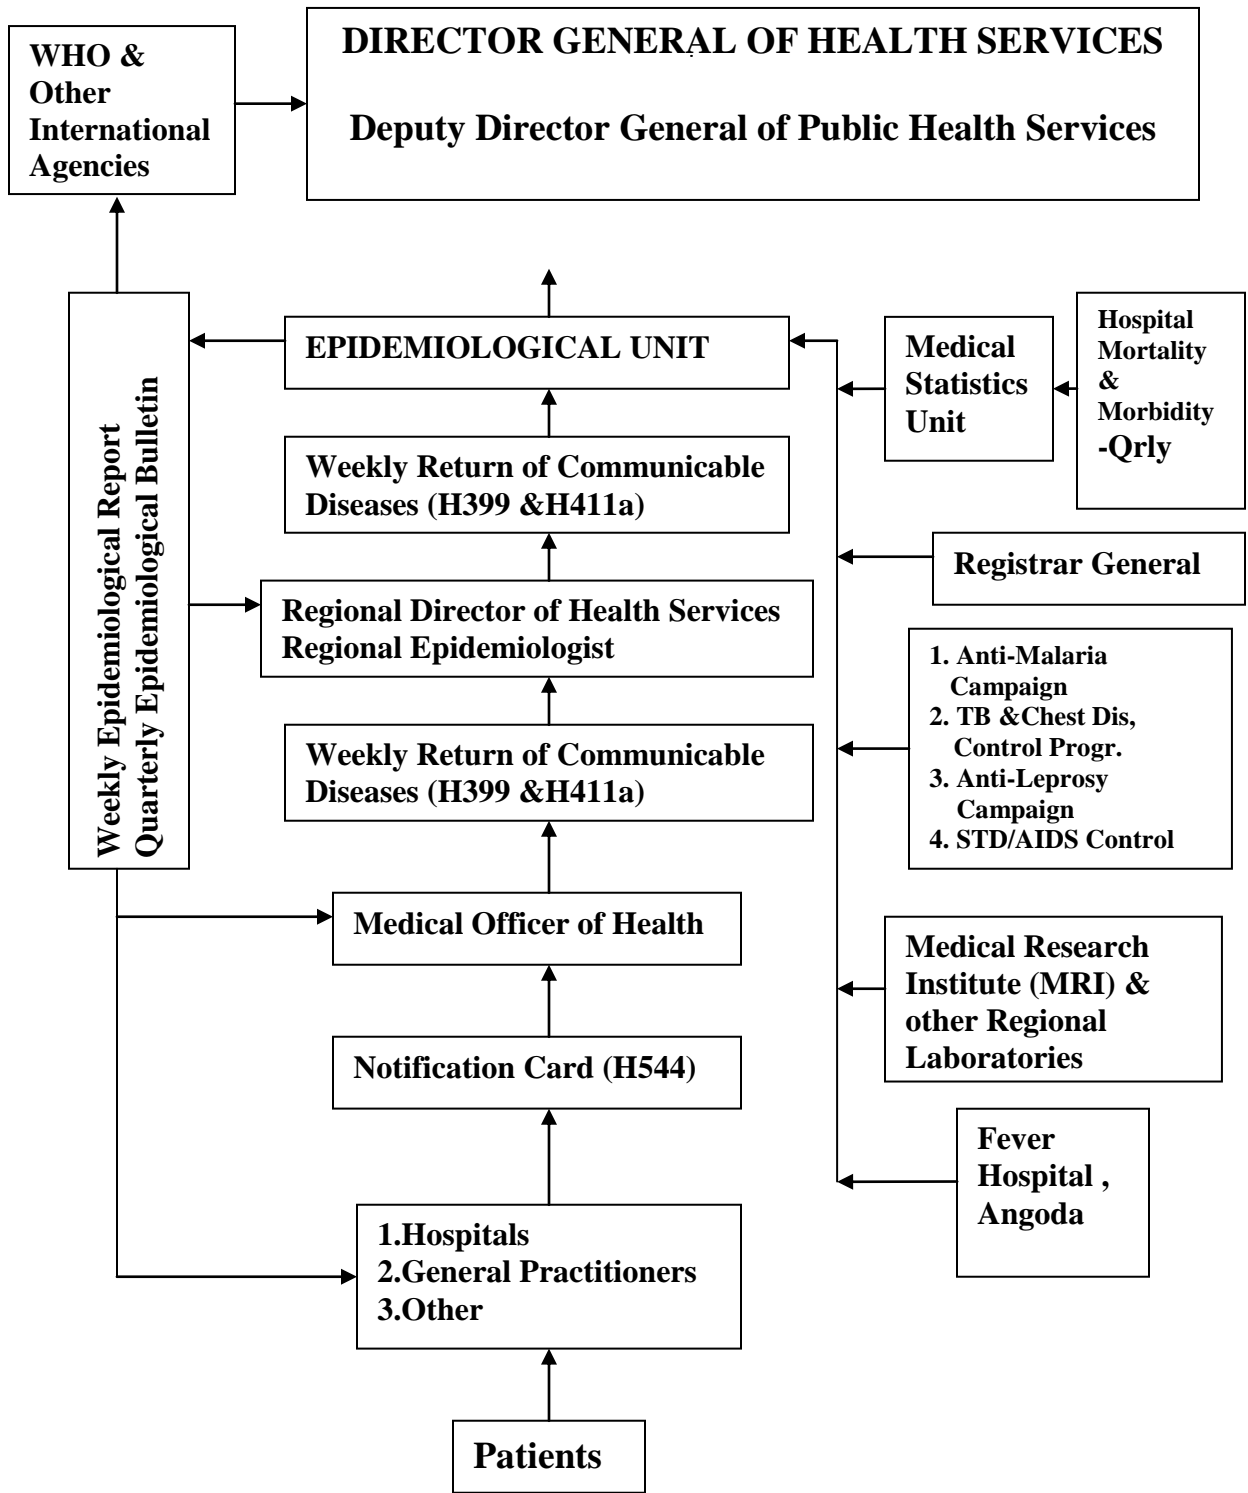 WHO &
Other
International
Agencies
DIRECTOR GENERAL OF HEALTH SERVICES
Deputy Director General of Public Health Services
Weekly Epidemiological Report
Quarterly Epidemiological Bulletin
EPIDEMIOLOGICAL UNIT
Weekly Return of Communicable
Diseases (H399 &H411a)
Regional Director of Health Services
Regional Epidemiologist
Weekly Return of Communicable
Diseases (H399 &H411a)
Medical Officer of Health
Notification Card (H544)
1.Hospitals
2.General Practitioners
3.Other
Patients
Medical
Statistics
Unit
Hospital
Mortality
&
Morbidity
-Qrly
Registrar General
1. Anti-Malaria
Campaign
2. TB &Chest Dis,
Control Progr.
3. Anti-Leprosy
Campaign
4. STD/AIDS Control
Medical Research
Institute (MRI) &
other Regional
Laboratories
Fever
Hospital ,
Angoda